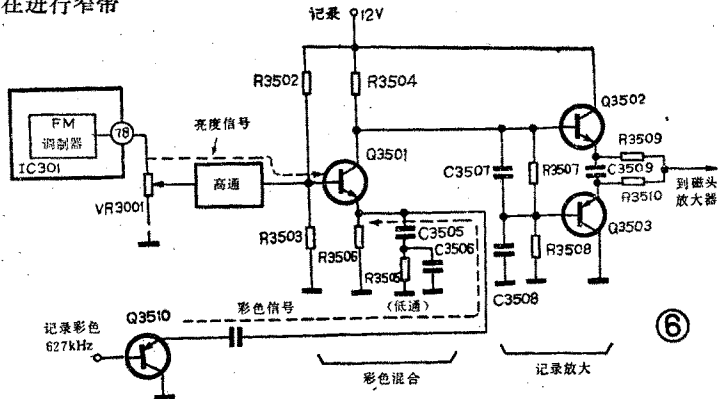 在进行窄带
记录
12V
R3502
R3504
Q3502
FM
调制器
78
IC301
亮度信号
Q3501
R3509
C3507
R3507
C3509
到磁头
放大器
VR3001
高通
R3510
R3503
R3506
C3505
C3506
Q3503
R3505
R3508
C3508
(低通)
彩色信号
记录彩色
627kHz
Q3510
⑥
彩色混合
记录放大